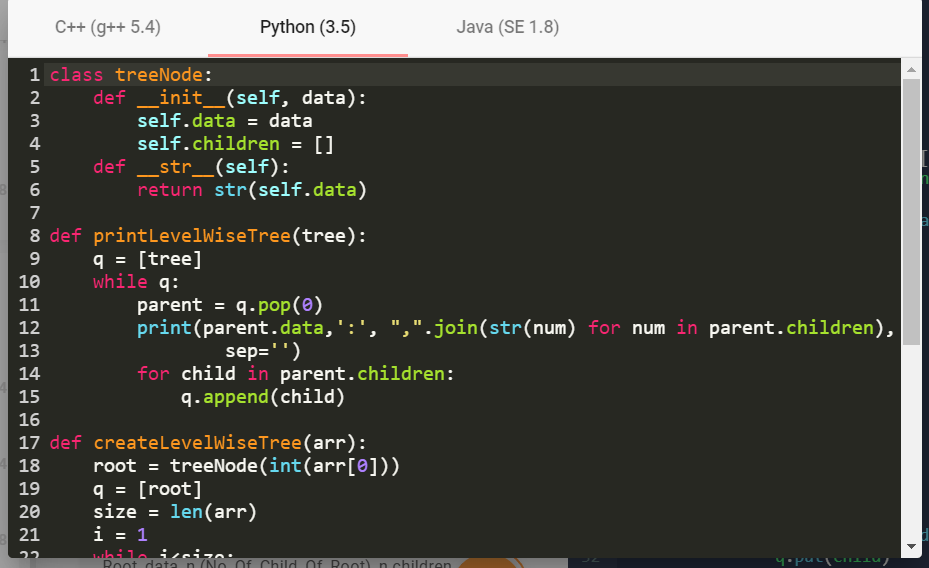 C++ (g++ 5.4) Python (3.5) Java (SE 1.8)
1 class treeNode:
2     def __init__(self, data):
3         self.data = data
4         self.children = []
5     def __str__(self):
6         return str(self.data)
7
8 def printLevelWiseTree(tree):
9     q = [tree]
10     while q:
11         parent = q.pop(0)
12         print(parent.data,':', ",".join(str(num) for num in parent.children),
13                 sep='')
14         for child in parent.children:
15             q.append(child)
16
17 def createLevelWiseTree(arr):
18     root = treeNode(int(arr[0]))
19     q = [root]
20     size = len(arr)
21     i = 1
22     while i<size:
Root_data, n (No_Of_Child_Of_Root), n children
52 q.put(child)